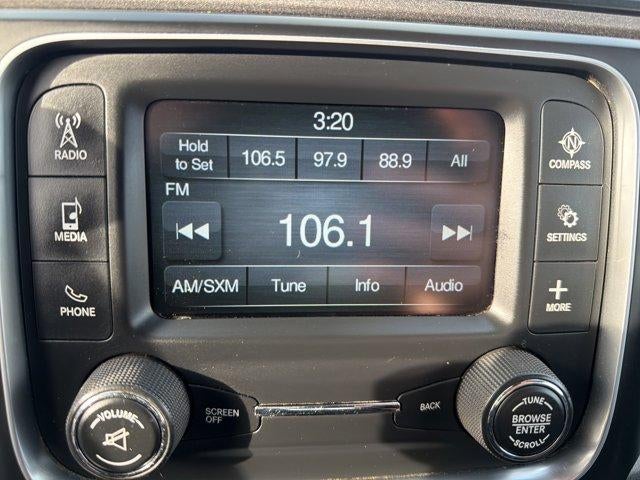 3:20
Hold to Set 106.5 97.9 88.9 All
FM
106.1
AM/SXM Tune Info Audio
RADIO
MEDIA
PHONE
N
COMPASS
SETTINGS
MORE
VOLUME
SCREEN OFF
BACK
TUNE
BROWSE
ENTER
SCROLL